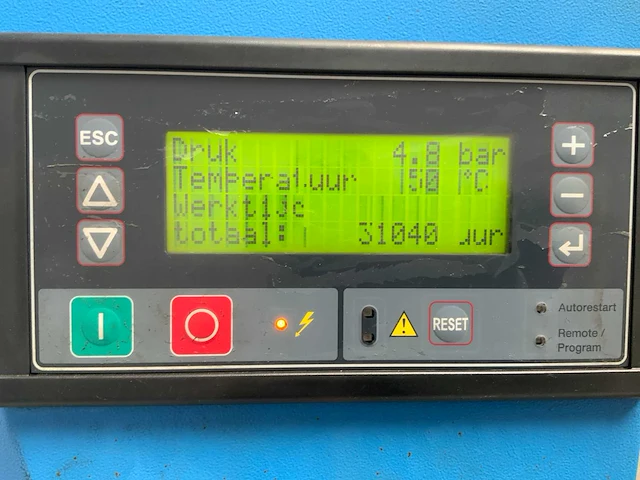 ESC
Druk 4.8 bar
Temperatuur 150 °C
Werktijd
totaal: 31040 uur
RESET
Autorestart
Remote /
Program